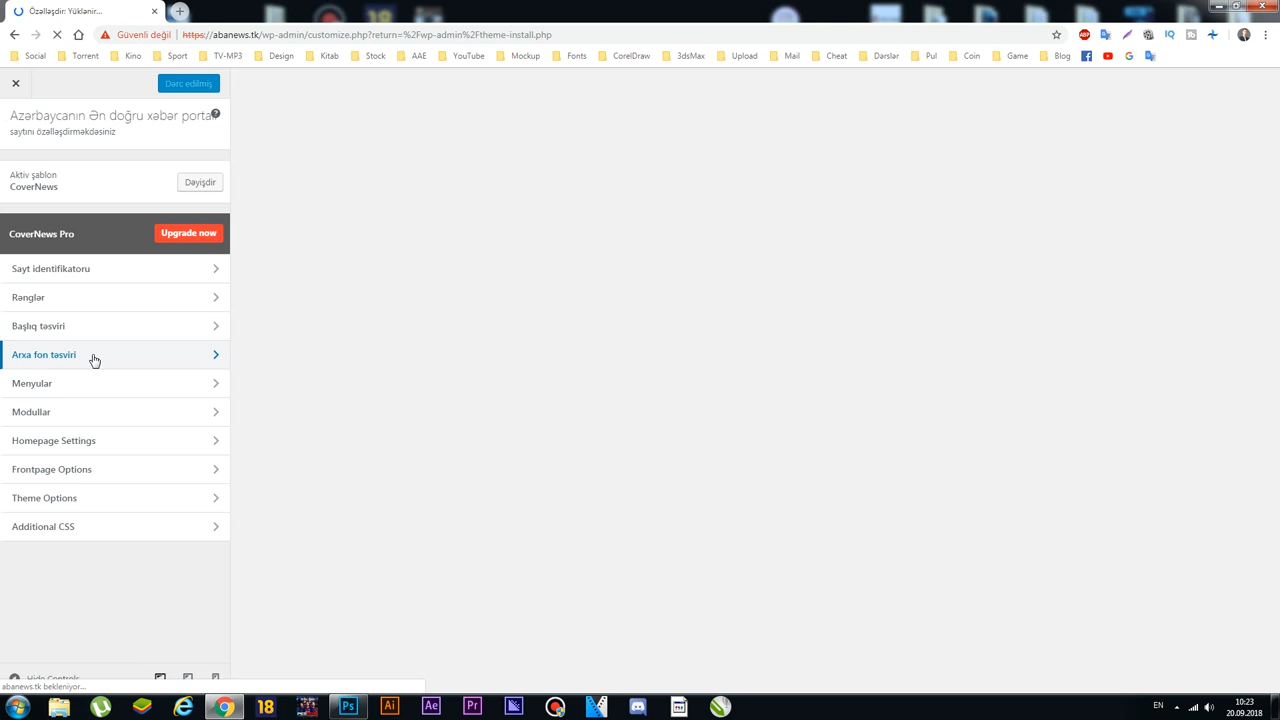 Özəlləşdir: Yüklənir...
Güvenli değil
https://abanews.tk/wp-admin/customize.php?return=%2Fwp-admin%2Ftheme-install.php
Social Torrent Kino Sport TV-MP3 Design Kitab Stock AAE YouTube Mockup Fonts CorelDraw 3dsMax Upload Mail Cheat Darslar Pul Coin Game Blog
Dərc edilmiş
Azərbaycanın Ən doğru xəbər portalı
saytını özəlləşdirməkdəsiniz
Aktiv şablon
CoverNews
Dəyişdir
CoverNews Pro
Upgrade now
Sayt identifikatoru
Rənglər
Başlıq təsviri
Arxa fon təsviri
Menyular
Modullar
Homepage Settings
Frontpage Options
Theme Options
Additional CSS
Hide Controls
abanews.tk bekleniyor...
EN
10:23
20.09.2018